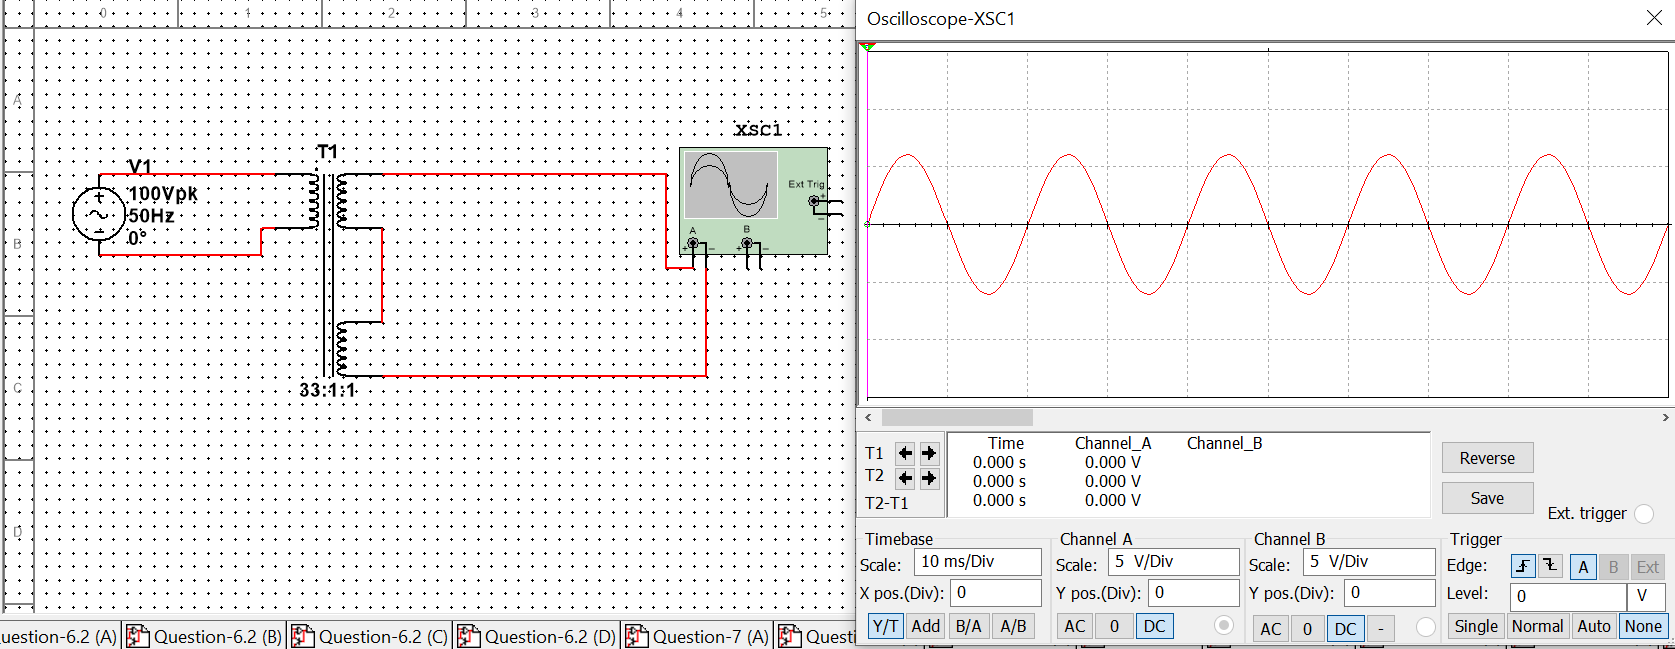 0 1 2 3 4 5
A
B
C
D
V1
100Vpk
50Hz
0°
T1
33:1:1
xsc1
Ext Trig
+
−
A
B
+ − + −
Oscilloscope-XSC1
T1
T2
T2-T1
Time Channel_A Channel_B
0.000 s 0.000 V
0.000 s 0.000 V
0.000 s 0.000 V
Reverse
Save
Ext. trigger
Timebase
Scale: 10 ms/Div
X pos.(Div): 0
Y/T Add B/A A/B
Channel A
Scale: 5 V/Div
Y pos.(Div): 0
AC 0 DC
Channel B
Scale: 5 V/Div
Y pos.(Div): 0
AC 0 DC -
Trigger
Edge: A B Ext
Level: 0 V
Single Normal Auto None
uestion-6.2 (A) Question-6.2 (B) Question-6.2 (C) Question-6.2 (D) Question-7 (A) Questi